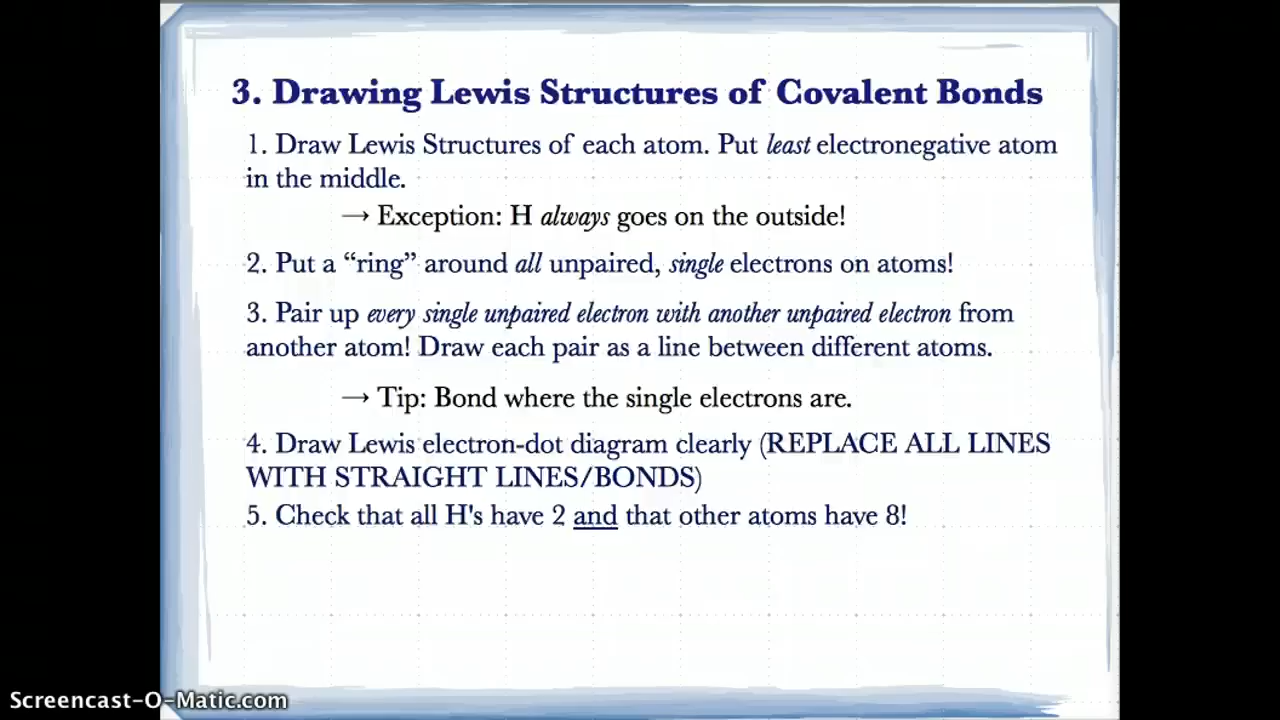 3. Drawing Lewis Structures of Covalent Bonds
1. Draw Lewis Structures of each atom. Put least electronegative atom
in the middle.
→ Exception: H always goes on the outside!
2. Put a “ring” around all unpaired, single electrons on atoms!
3. Pair up every single unpaired electron with another unpaired electron from
another atom! Draw each pair as a line between different atoms.
→ Tip: Bond where the single electrons are.
4. Draw Lewis electron-dot diagram clearly (REPLACE ALL LINES
WITH STRAIGHT LINES/BONDS)
5. Check that all H's have 2 and that other atoms have 8!
Screencast-O-Matic.com